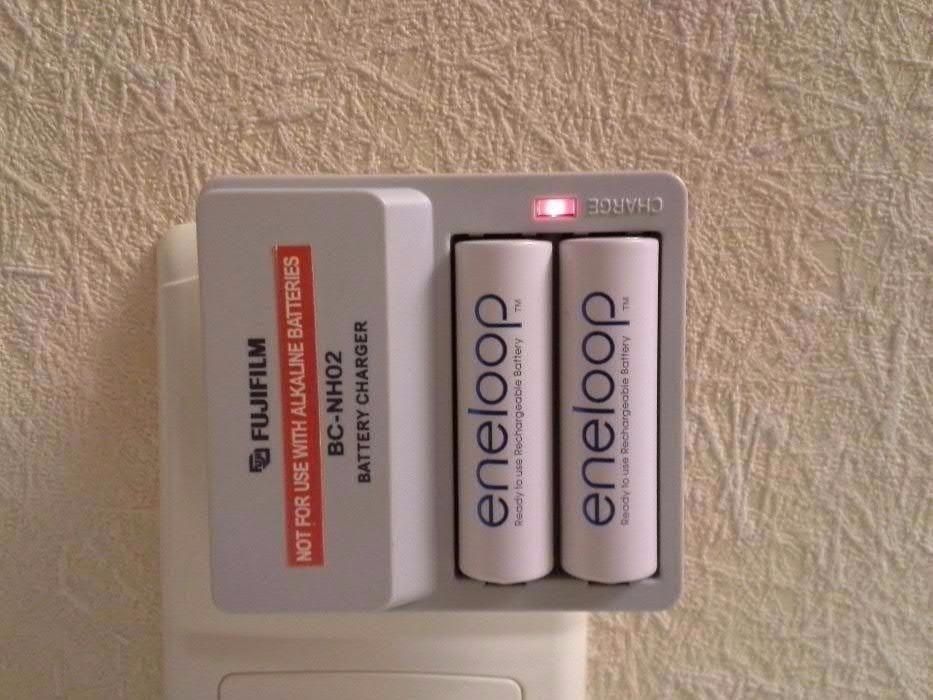 FUJIFILM
NOT FOR USE WITH ALKALINE BATTERIES
BC-NH02
BATTERY CHARGER
eneloop™
Ready to use Rechargeable Battery
eneloop™
Ready to use Rechargeable Battery
CHARGE